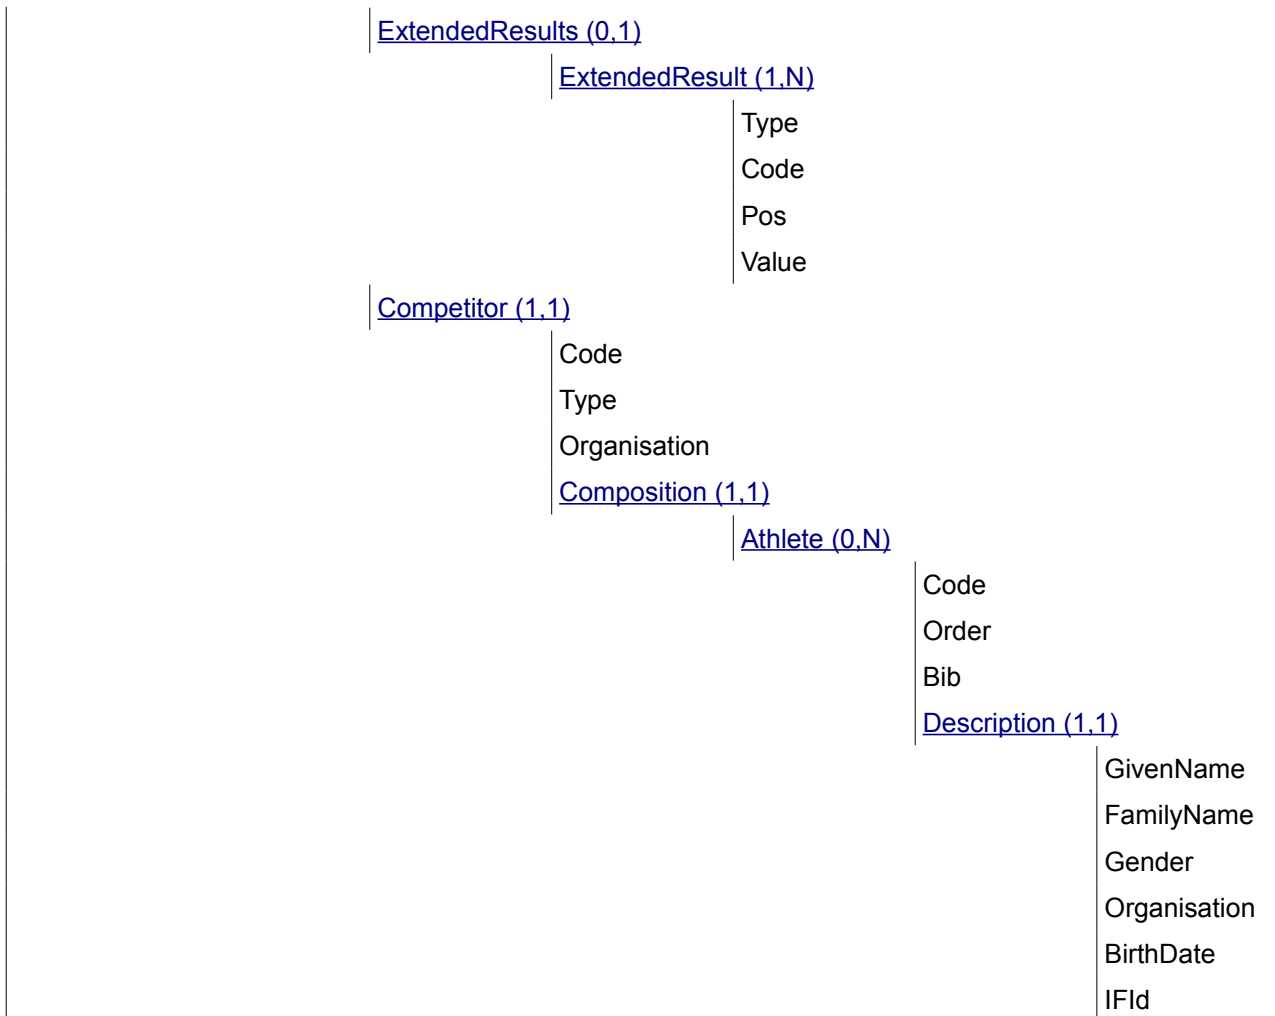 ExtendedResults (0,1)
ExtendedResult (1,N)
Type
Code
Pos
Value
Competitor (1,1)
Code
Type
Organisation
Composition (1,1)
Athlete (0,N)
Code
Order
Bib
Description (1,1)
GivenName
FamilyName
Gender
Organisation
BirthDate
IFId